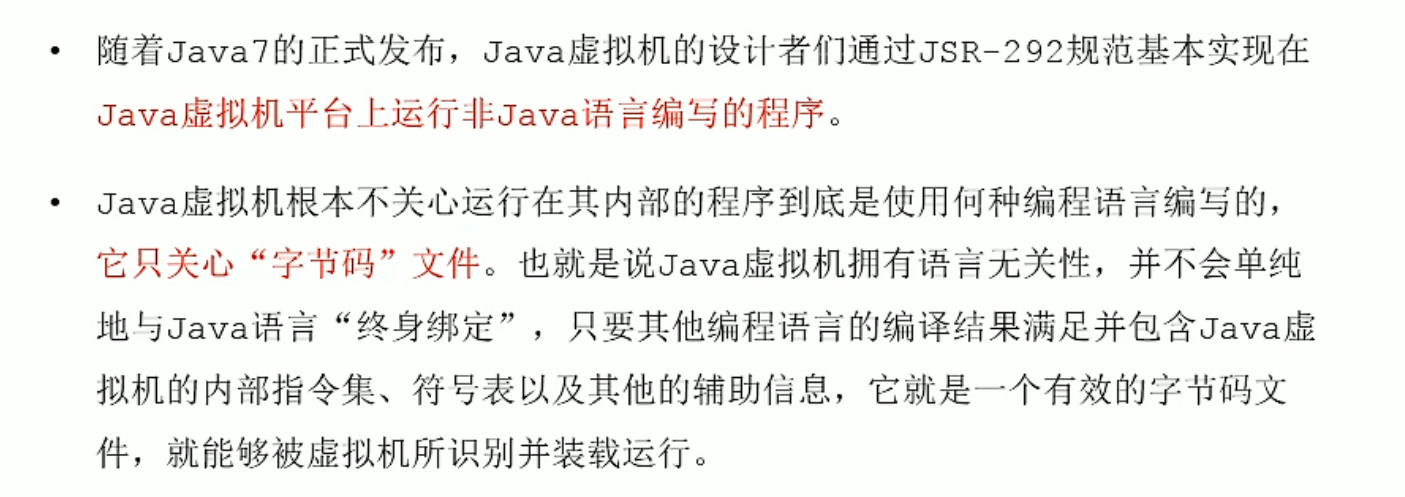 • 随着Java7的正式发布，Java虚拟机的设计者们通过JSR-292规范基本实现在
Java虚拟机平台上运行非Java语言编写的程序。
• Java虚拟机根本不关心运行在其内部的程序到底是使用何种编程语言编写的，
它只关心“字节码”文件。也就是说Java虚拟机拥有语言无关性，并不会单纯
地与Java语言“终身绑定”，只要其他编程语言的编译结果满足并包含Java虚
拟机的内部指令集、符号表以及其他的辅助信息，它就是一个有效的字节码文
件，就能够被虚拟机所识别并装载运行。